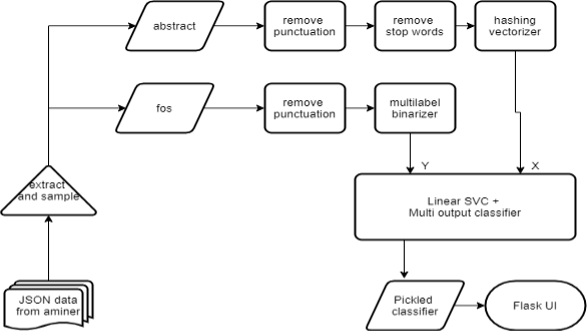 abstract
remove
punctuation
remove
stop words
hashing
vectorizer
fos
remove
punctuation
multilabel
binarizer
Y
X
extract
and sample
Linear SVC +
Multi output classifier
JSON data
from aminer
Pickled
classifier
Flask UI